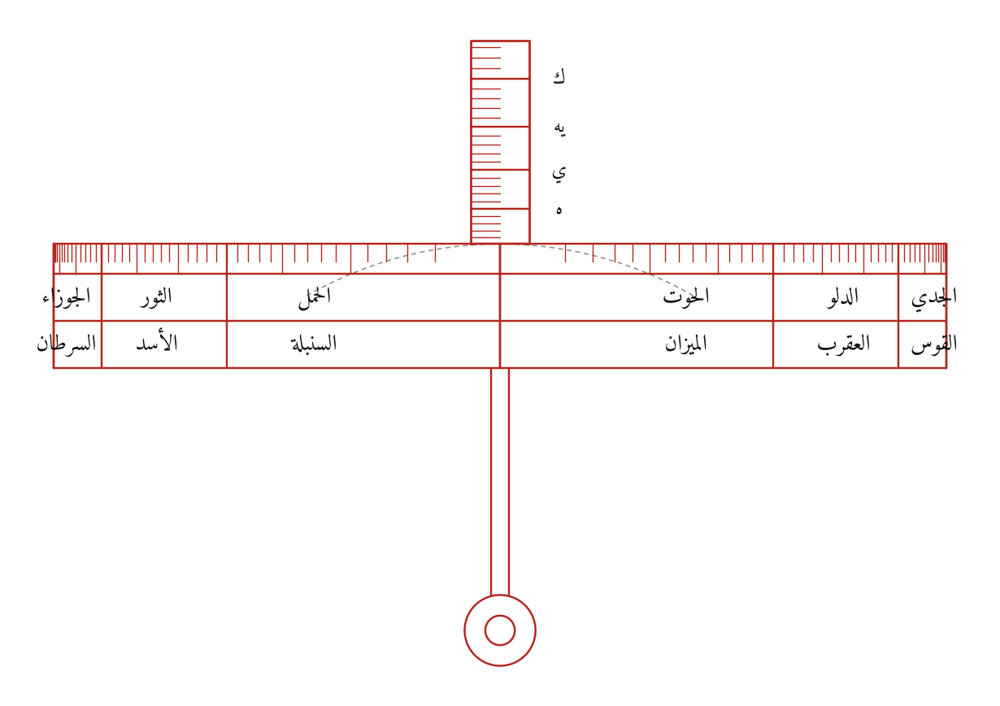 ك
يه
ي
ه
الجدي الدلو الحوت الحمل الثور الجوزاء
القوس العقرب الميزان السنبلة الأسد السرطان